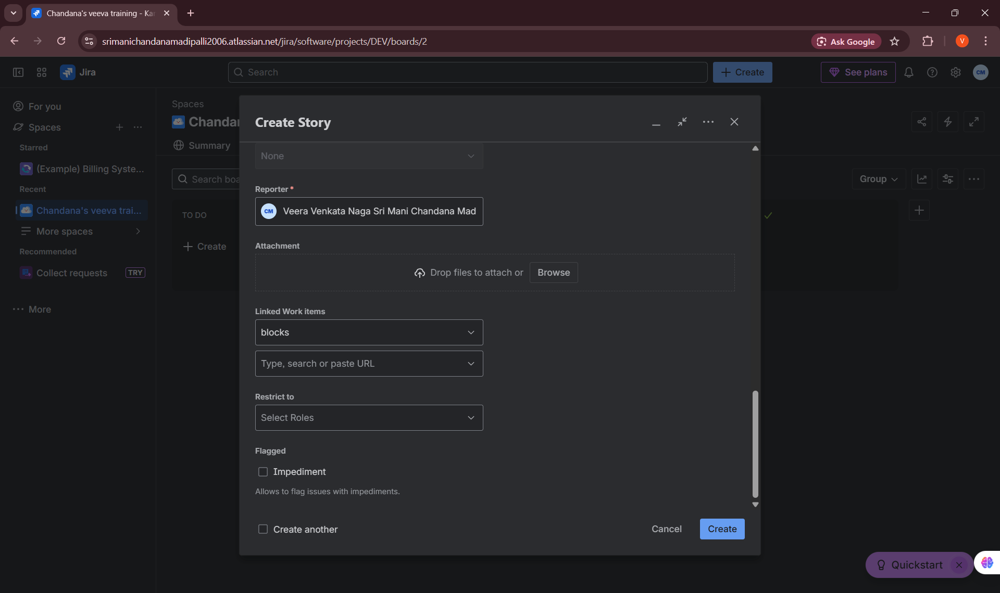 Chandana's veeva training - Ka
srimanichandanamadipalli2006.atlassian.net/jira/software/projects/DEV/boards/2
Ask Google
V
Jira
Search
Create
See plans
CM
For you
Spaces
Starred
(Example) Billing Syste...
Recent
Chandana's veeva trai...
More spaces
Recommended
Collect requests
TRY
More
Spaces
Chandar
Summary
Search boa
TO DO
Create
Group
Create Story
None
Reporter *
CM
Veera Venkata Naga Sri Mani Chandana Mad
Attachment
Drop files to attach or
Browse
Linked Work items
blocks
Type, search or paste URL
Restrict to
Select Roles
Flagged
Impediment
Allows to flag issues with impediments.
Create another
Cancel
Create
Quickstart